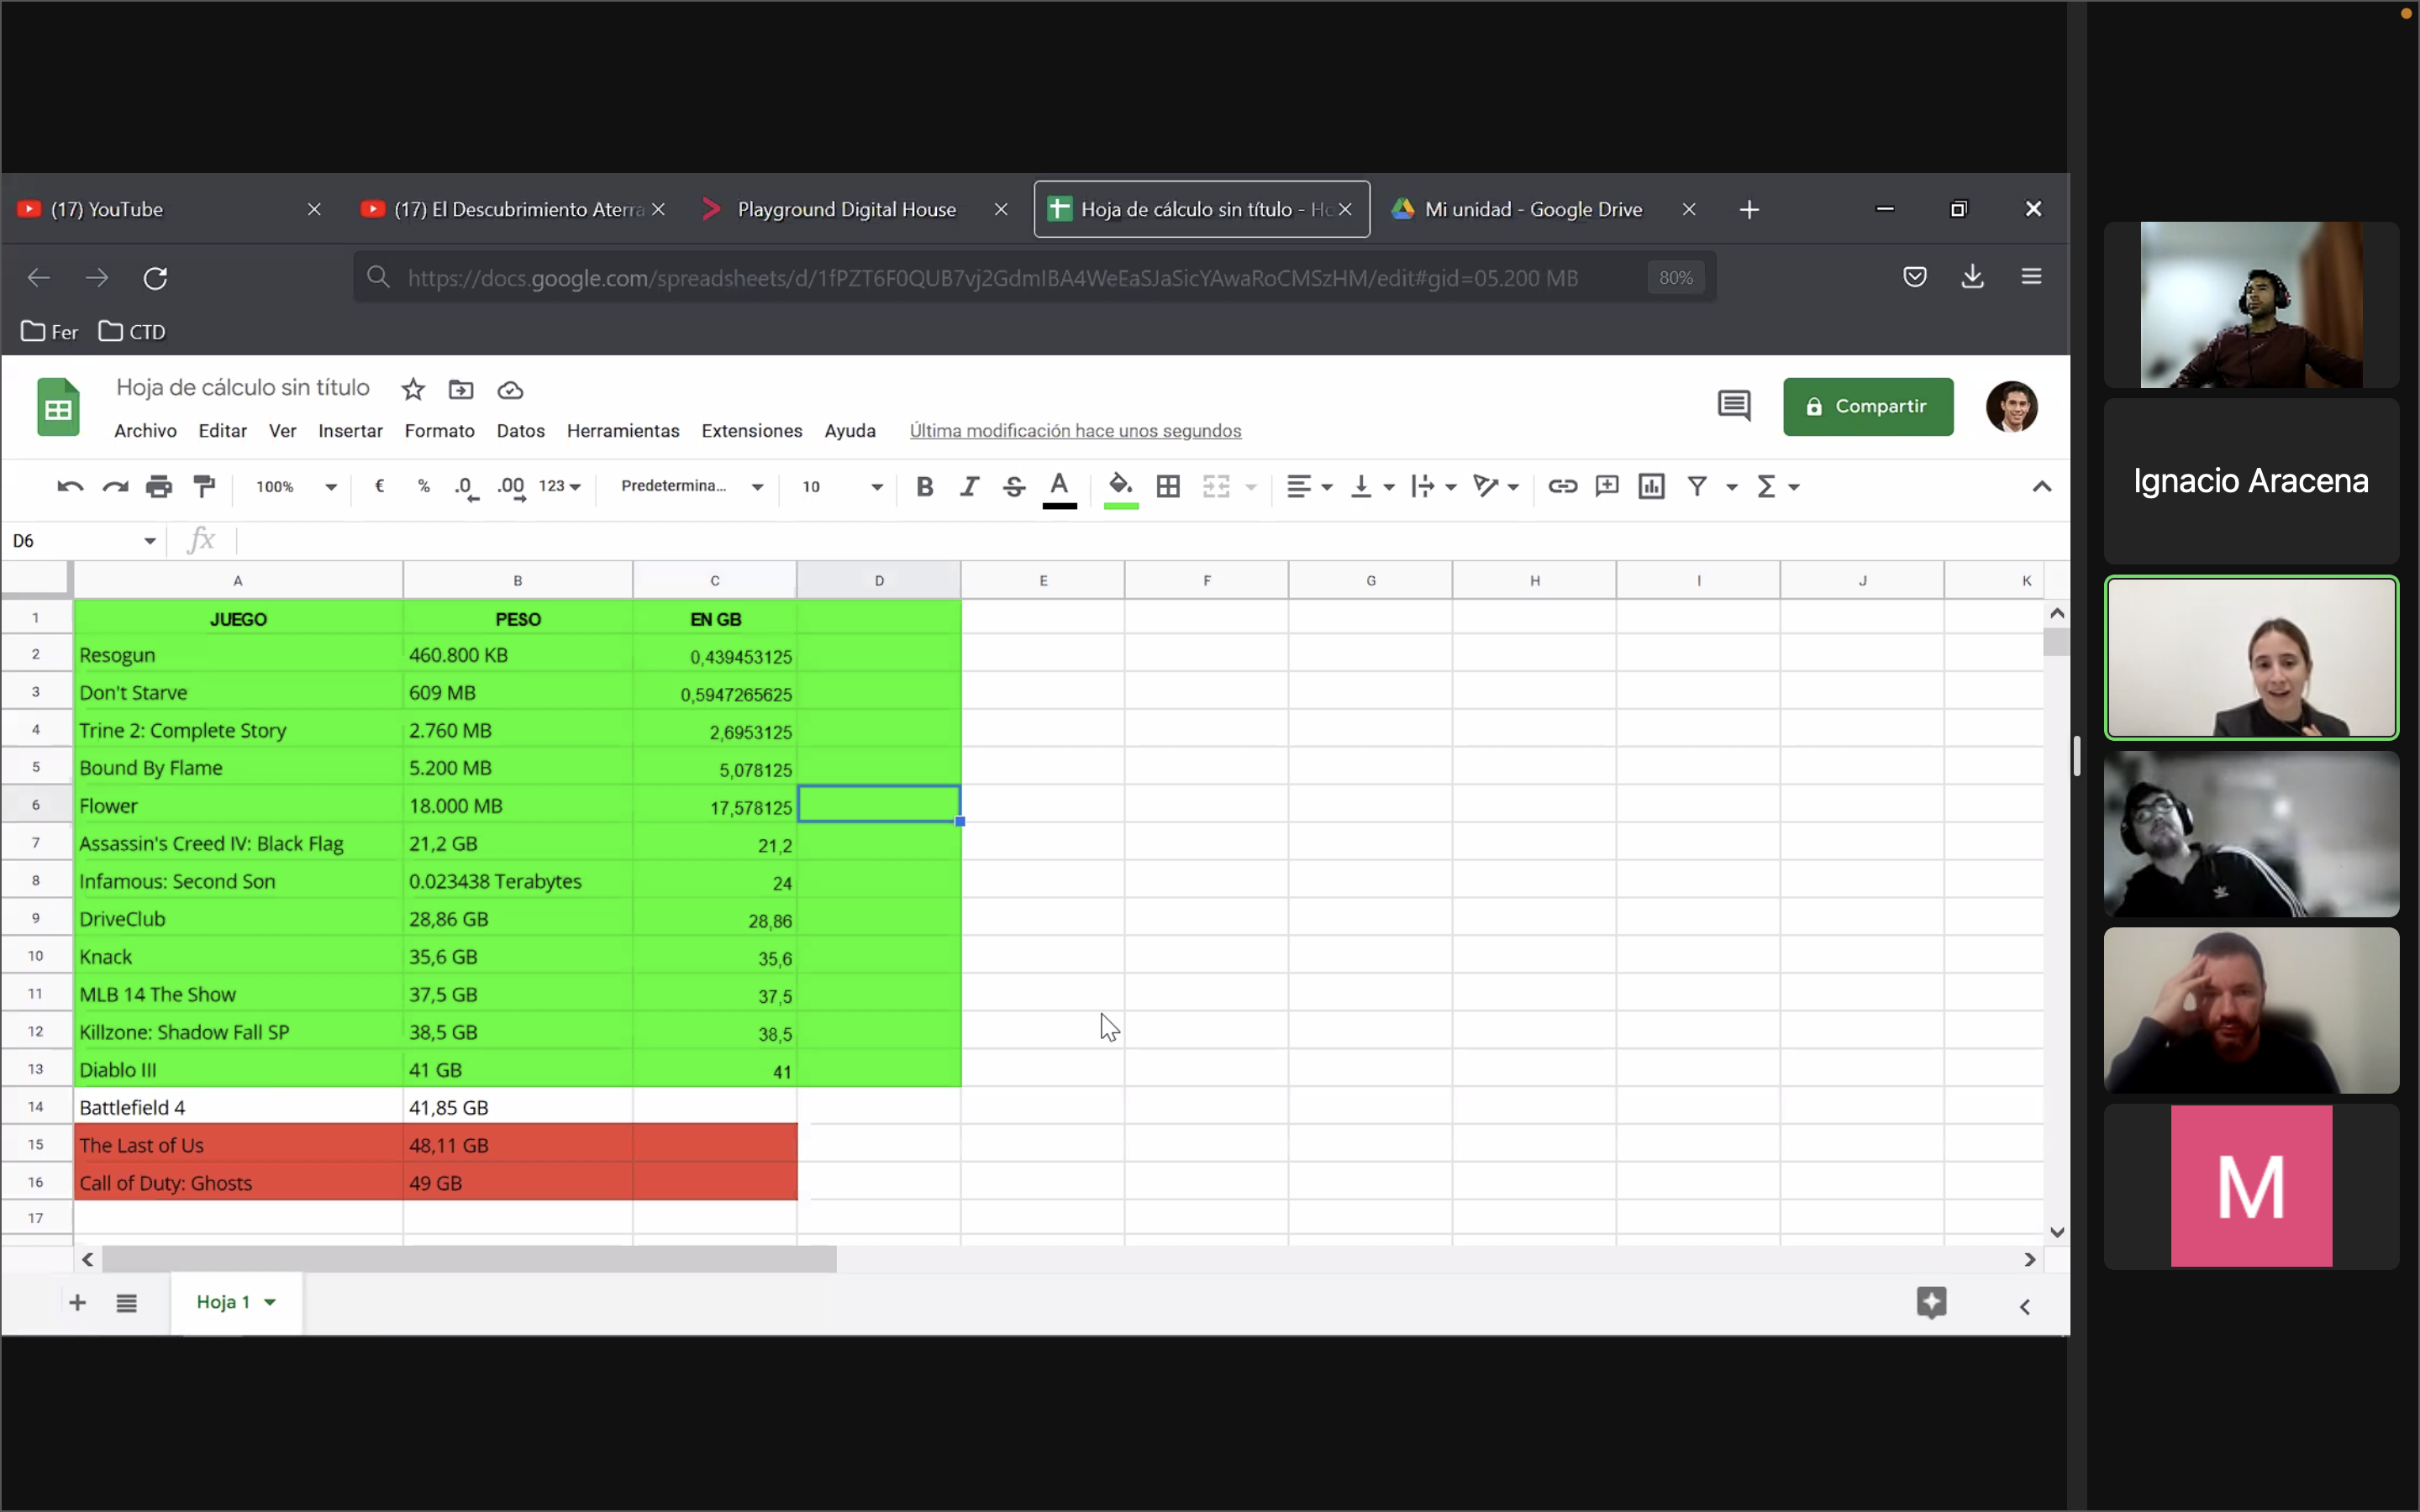 (17) YouTube
(17) El Descubrimiento Aterra
Playground Digital House
Hoja de cálculo sin título - Ho
Mi unidad - Google Drive
https://docs.google.com/spreadsheets/d/1fPZT6F0QUB7vj2GdmIBA4WeEaSJaSicYAwaRoCMSzHM/edit#gid=05.200 MB
80%
Fer
CTD
Hoja de cálculo sin título
Compartir
Archivo Editar Ver Insertar Formato Datos Herramientas Extensiones Ayuda Última modificación hace unos segundos
100% € % .0 .00 123 Predetermina... 10 B I S A
D6 fx
A B C D E F G H I J K
1 JUEGO PESO EN GB
2 Resogun 460.800 KB 0,439453125
3 Don't Starve 609 MB 0,5947265625
4 Trine 2: Complete Story 2.760 MB 2,6953125
5 Bound By Flame 5.200 MB 5,078125
6 Flower 18.000 MB 17,578125
7 Assassin's Creed IV: Black Flag 21,2 GB 21,2
8 Infamous: Second Son 0.023438 Terabytes 24
9 DriveClub 28,86 GB 28,86
10 Knack 35,6 GB 35,6
11 MLB 14 The Show 37,5 GB 37,5
12 Killzone: Shadow Fall SP 38,5 GB 38,5
13 Diablo III 41 GB 41
14 Battlefield 4 41,85 GB
15 The Last of Us 48,11 GB
16 Call of Duty: Ghosts 49 GB
17
Hoja 1
Ignacio Aracena
M